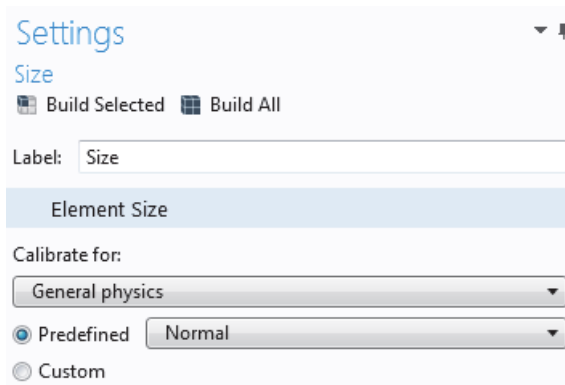 Settings
Size
Build Selected Build All
Label: Size
Element Size
Calibrate for:
General physics
Predefined Normal
Custom